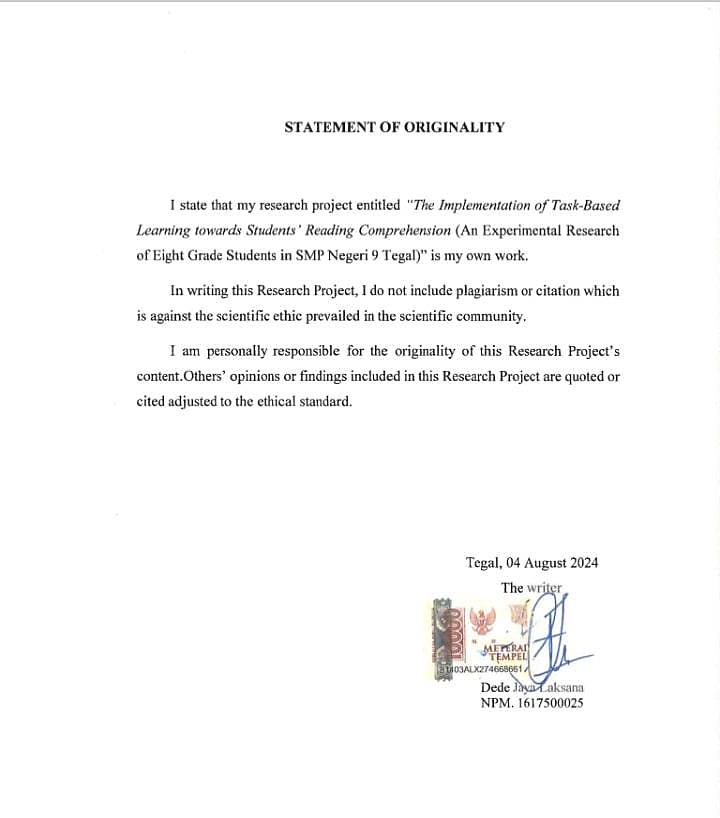 STATEMENT OF ORIGINALITY
I state that my research project entitled "The Implementation of Task-Based
Learning towards Students' Reading Comprehension (An Experimental Research
of Eight Grade Students in SMP Negeri 9 Tegal)" is my own work.
In writing this Research Project, I do not include plagiarism or citation which
is against the scientific ethic prevailed in the scientific community.
I am personally responsible for the originality of this Research Project's
content.Others' opinions or findings included in this Research Project are quoted or
cited adjusted to the ethical standard.
Tegal, 04 August 2024
The writer
10000
METERAI
TEMPEL
Dede Jaya Laksana
NPM. 1617500025